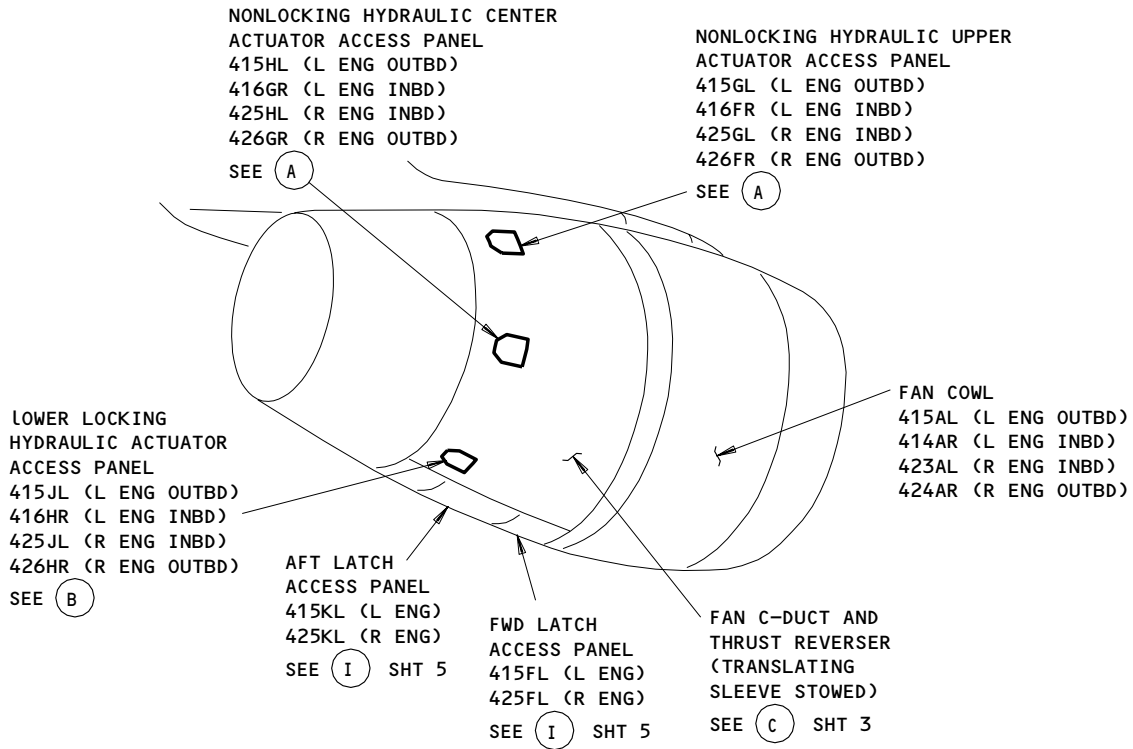 NONLOCKING HYDRAULIC CENTER
ACTUATOR ACCESS PANEL
415HL (L ENG OUTBD)
416GR (L ENG INBD)
425HL (R ENG INBD)
426GR (R ENG OUTBD)
SEE A
NONLOCKING HYDRAULIC UPPER
ACTUATOR ACCESS PANEL
415GL (L ENG OUTBD)
416FR (L ENG INBD)
425GL (R ENG INBD)
426FR (R ENG OUTBD)
SEE A
FAN COWL
415AL (L ENG OUTBD)
414AR (L ENG INBD)
423AL (R ENG INBD)
424AR (R ENG OUTBD)
lOWER LOCKING
HYDRAULIC ACTUATOR
ACCESS PANEL
415JL (L ENG OUTBD)
416HR (L ENG INBD)
425JL (R ENG INBD)
426HR (R ENG OUTBD)
SEE B
AFT LATCH
ACCESS PANEL
415KL (L ENG)
425KL (R ENG)
SEE I SHT 5
FWD LATCH
ACCESS PANEL
415FL (L ENG)
425FL (R ENG)
SEE I SHT 5
FAN C-DUCT AND
THRUST REVERSER
(TRANSLATING
SLEEVE STOWED)
SEE C SHT 3